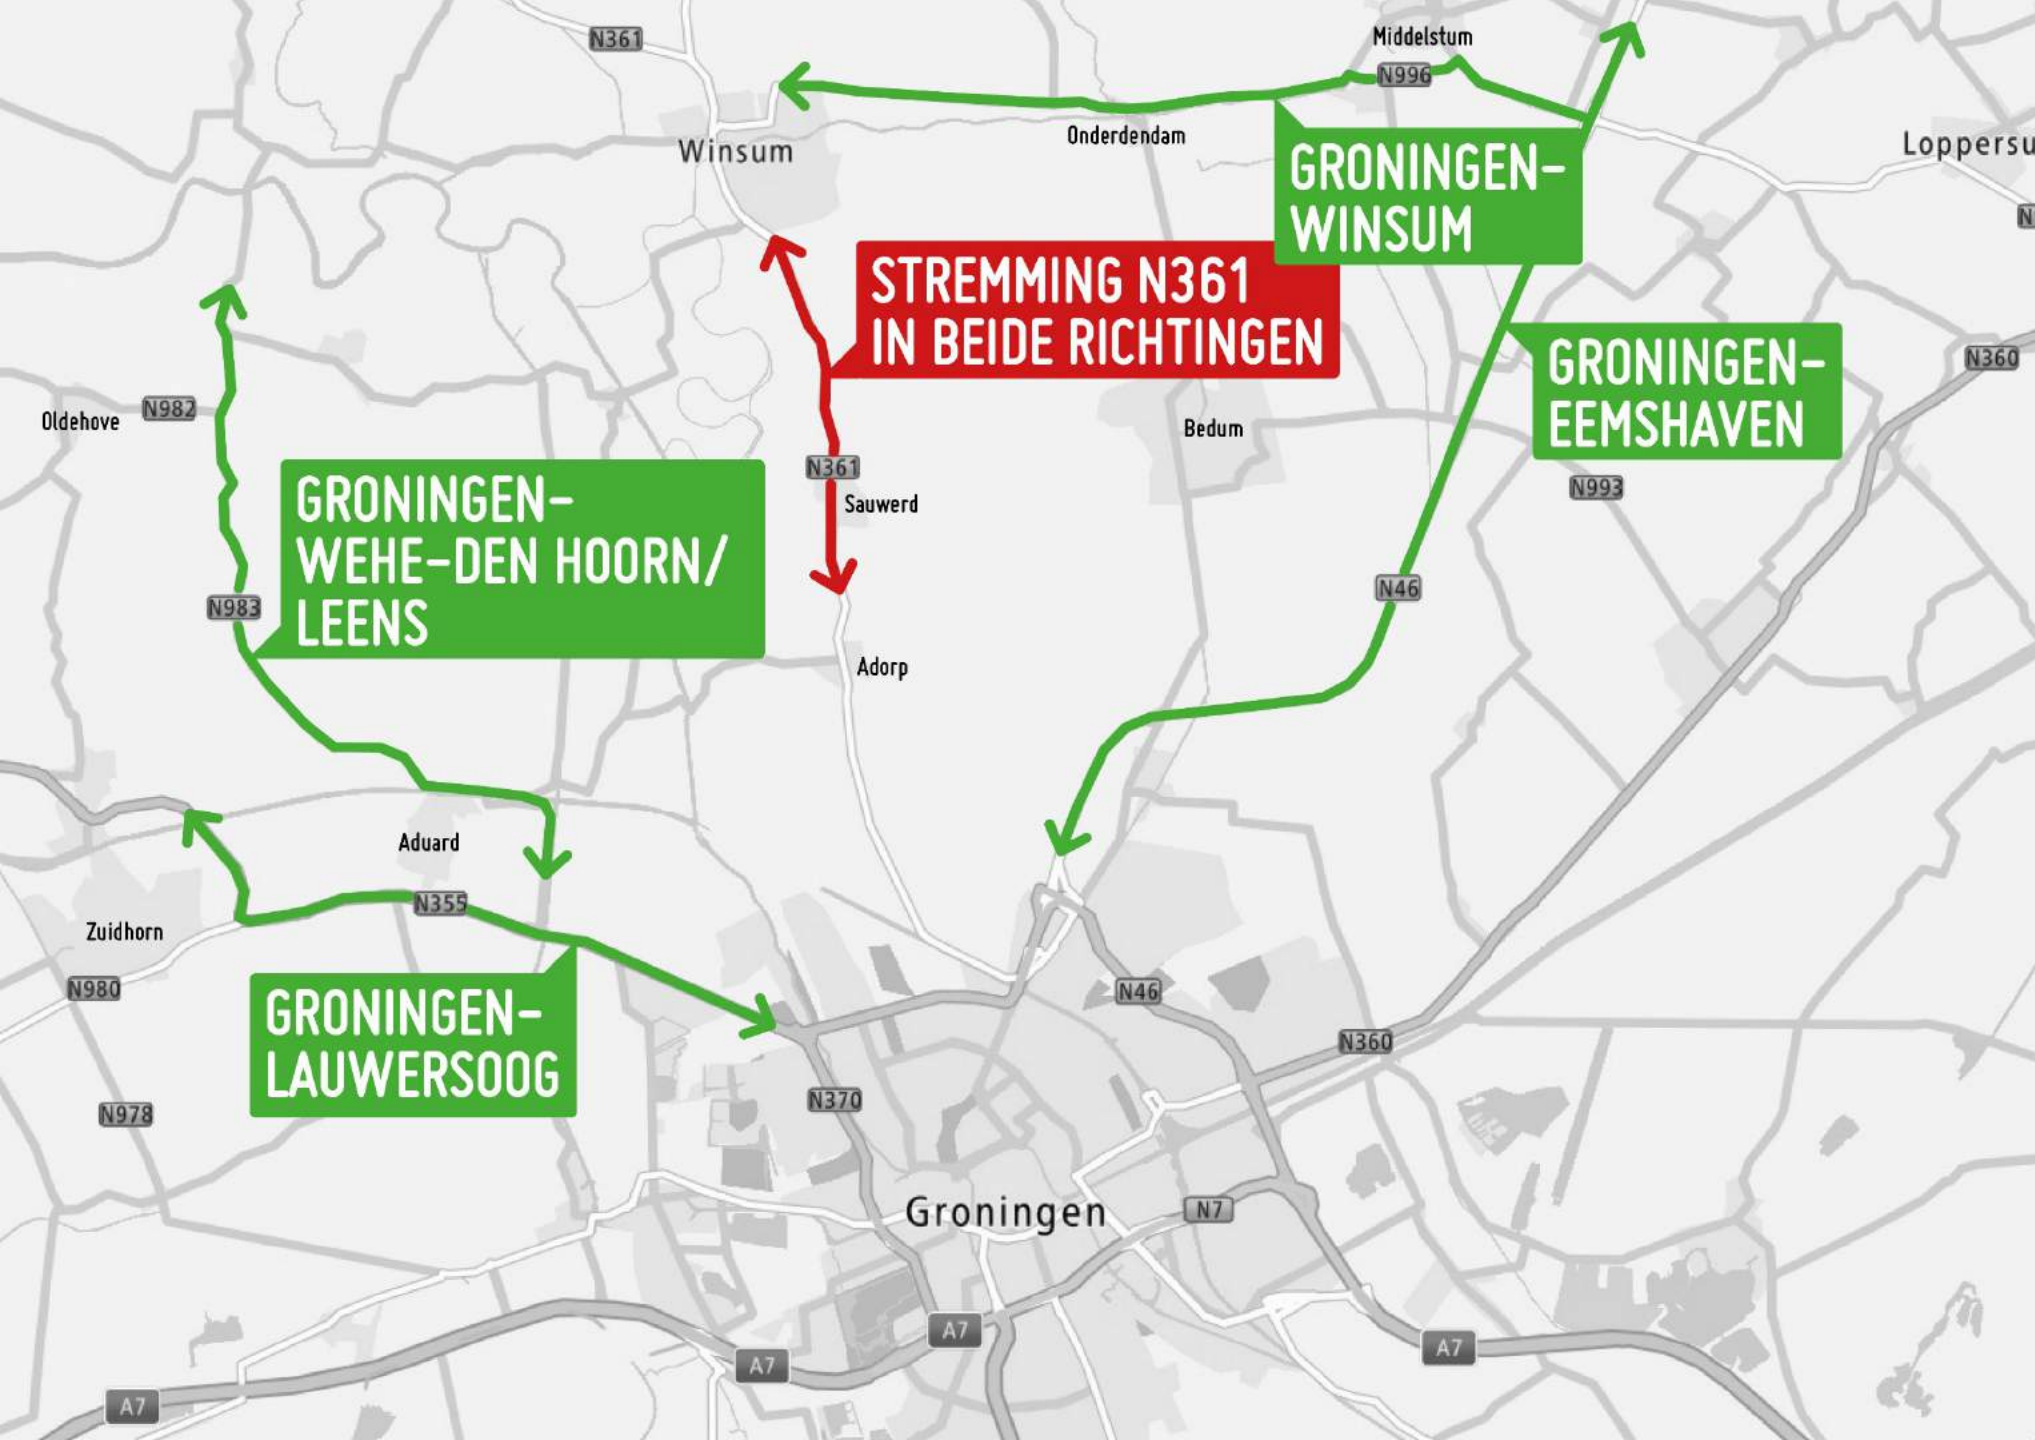 N361
Middelstum
N996
Winsum
Onderdendam
GRONINGEN-
WINSUM
Loppersu
N
STREMMING N361
IN BEIDE RICHTINGEN
GRONINGEN-
EEMSHAVEN
N360
Oldehove
N982
Bedum
N361
Sauwerd
N993
GRONINGEN-
WEHE-DEN HOORN/
LEENS
N983
N46
Adorp
Aduard
N355
Zuidhorn
N980
GRONINGEN-
LAUWERSOOG
N46
N360
N978
N370
Groningen
N7
A7
A7
A7
A7